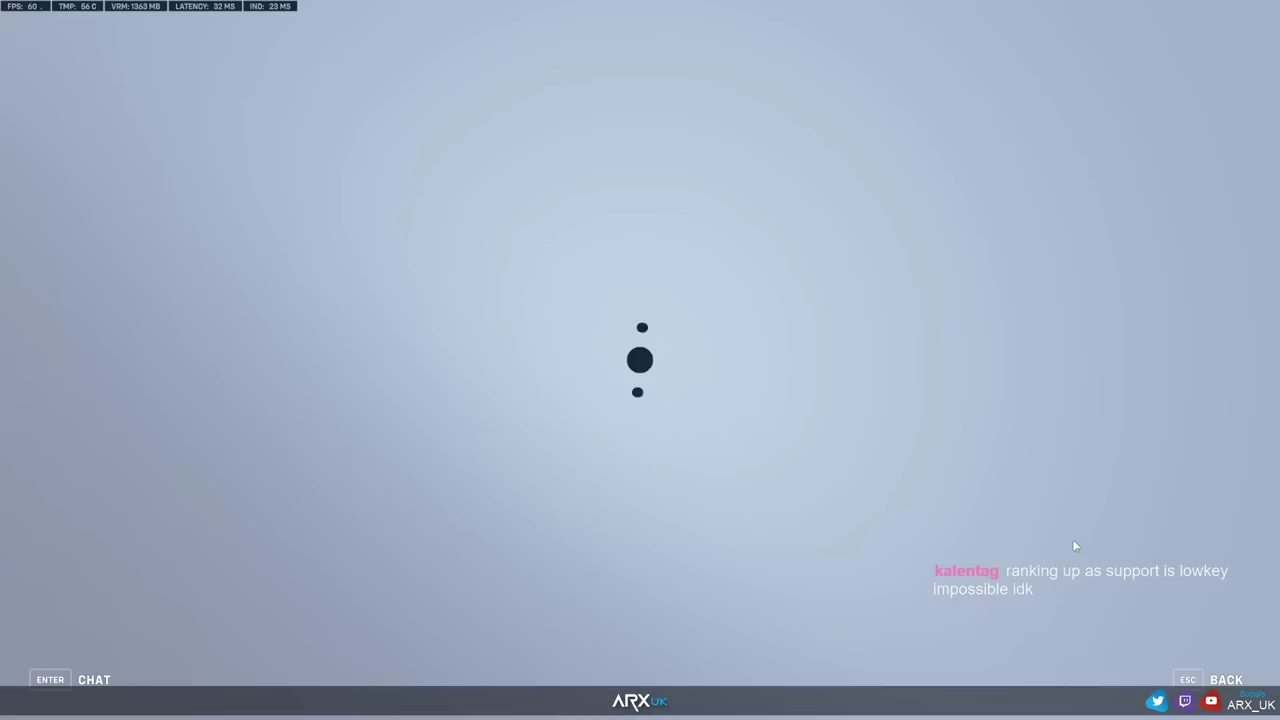 FPS: 60 . TMP: 56 C VRM: 1363 MB LATENCY: 32 MS IND: 23 MS
kalentag ranking up as support is lowkey
impossible idk
ENTER CHAT ESC BACK
ARX UK
Socials
ARX_UK